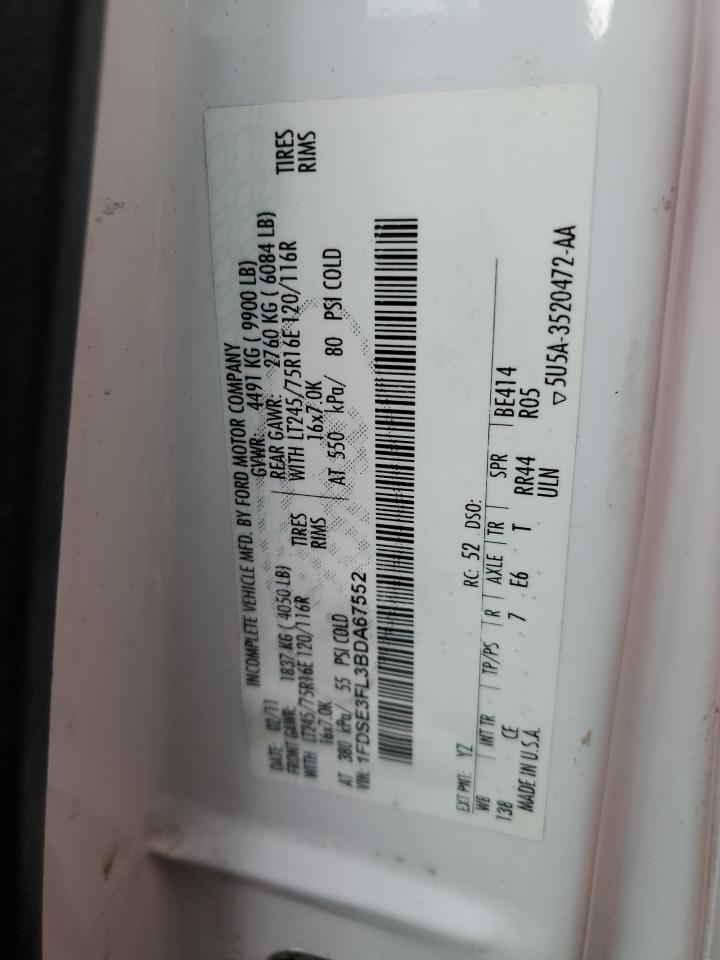 INCOMPLETE VEHICLE MFD. BY FORD MOTOR COMPANY
DATE: 02/11 GVWR: 4491 KG ( 9900 LB)
FRONT GAWR: 1837 KG ( 4050 LB) REAR GAWR: 2760 KG ( 6084 LB)
WITH LT245/75R16E 120/116R TIRES WITH LT245/75R16E 120/116R TIRES
16x7.0K RIMS 16x7.0K RIMS
AT 380 kPa/ 55 PSI COLD AT 550 kPa/ 80 PSI COLD
VIN: 1FDSE3FL3BDA67552
EXT PNT: YZ RC: 52 DSO:
WB INT TR TP/PS R AXLE TR SPR BE414
138 CE 7 E6 T RR44 R05
MADE IN U.S.A. ULN
▽5U5A-3520472-AA